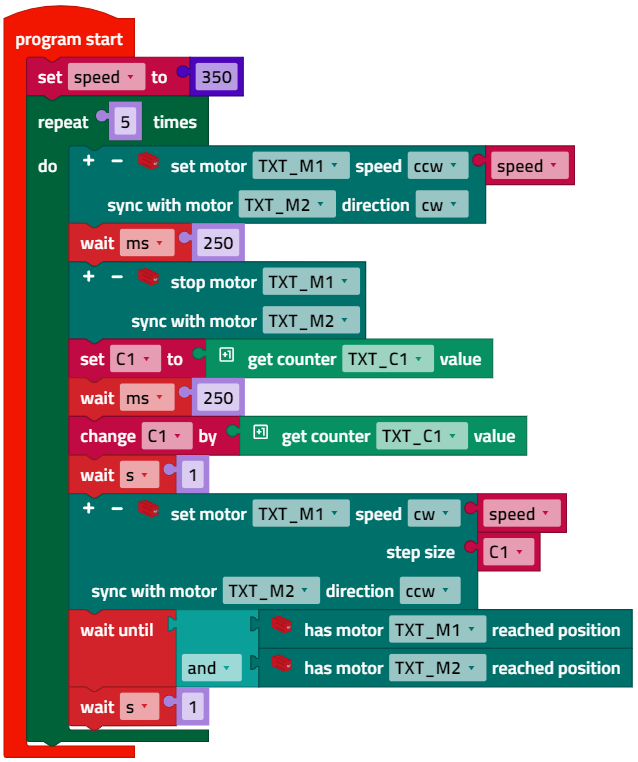 program start
set speed to 350
repeat 5 times
do + − set motor TXT_M1 speed ccw speed
sync with motor TXT_M2 direction cw
wait ms 250
+ − stop motor TXT_M1
sync with motor TXT_M2
set C1 to +1 get counter TXT_C1 value
wait ms 250
change C1 by +1 get counter TXT_C1 value
wait s 1
+ − set motor TXT_M1 speed cw speed
step size C1
sync with motor TXT_M2 direction ccw
wait until has motor TXT_M1 reached position
and has motor TXT_M2 reached position
wait s 1